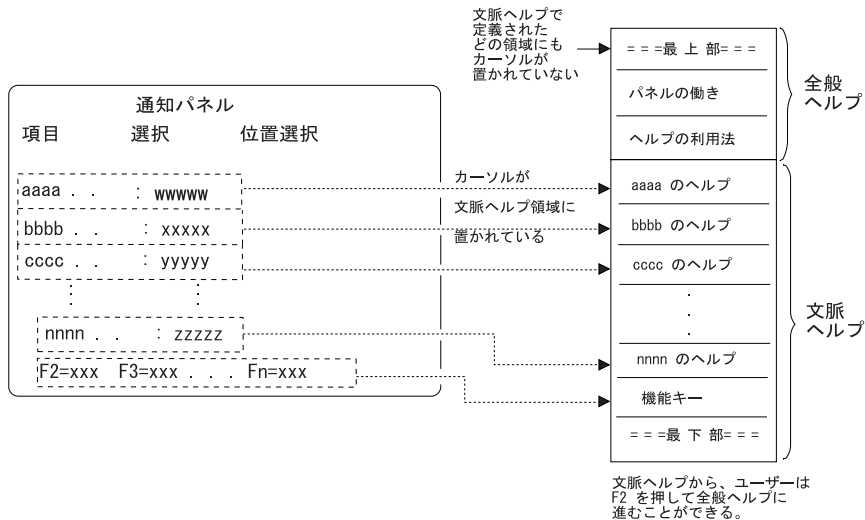 文脈ヘルプで
定義された
どの領域にも
カーソルが
置かれていない
通知パネル
項目 選択 位置選択
aaaa . . : wwwww
bbbb . . : xxxxx
cccc . . : yyyyy
: :
nnnn . . : zzzzz
F2=xxx F3=xxx . . . Fn=xxx
カーソルが
文脈ヘルプ領域に
置かれている
= = =最 上 部= = =
パネルの働き
ヘルプの利用法
aaaa のヘルプ
bbbb のヘルプ
cccc のヘルプ
.
.
.
nnnn のヘルプ
機能キー
= = =最 下 部= = =
全般
ヘルプ
文脈
ヘルプ
文脈ヘルプから、ユーザーは
F2 を押して全般ヘルプに
進むことができる。